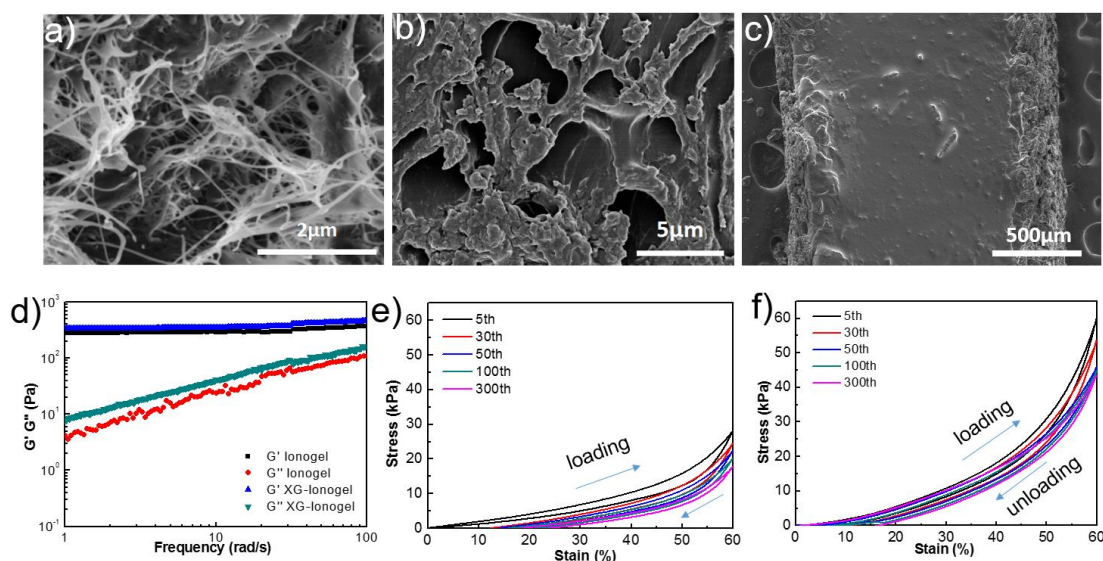 a)
2μm
b)
5μm
c)
500μm
d)
10³
10²
10¹
10⁰
10⁻¹
G' G'' (Pa)
G' Ionogel
G'' Ionogel
G' XG-Ionogel
G'' XG-Ionogel
1
10
100
Frequency (rad/s)
e)
60
50
40
30
20
10
0
Stress (kPa)
5th
30th
50th
100th
300th
loading
0
10
20
30
40
50
60
Stain (%)
f)
60
50
40
30
20
10
0
Stress (kPa)
5th
30th
50th
100th
300th
loading
unloading
0
10
20
30
40
50
60
Stain (%)